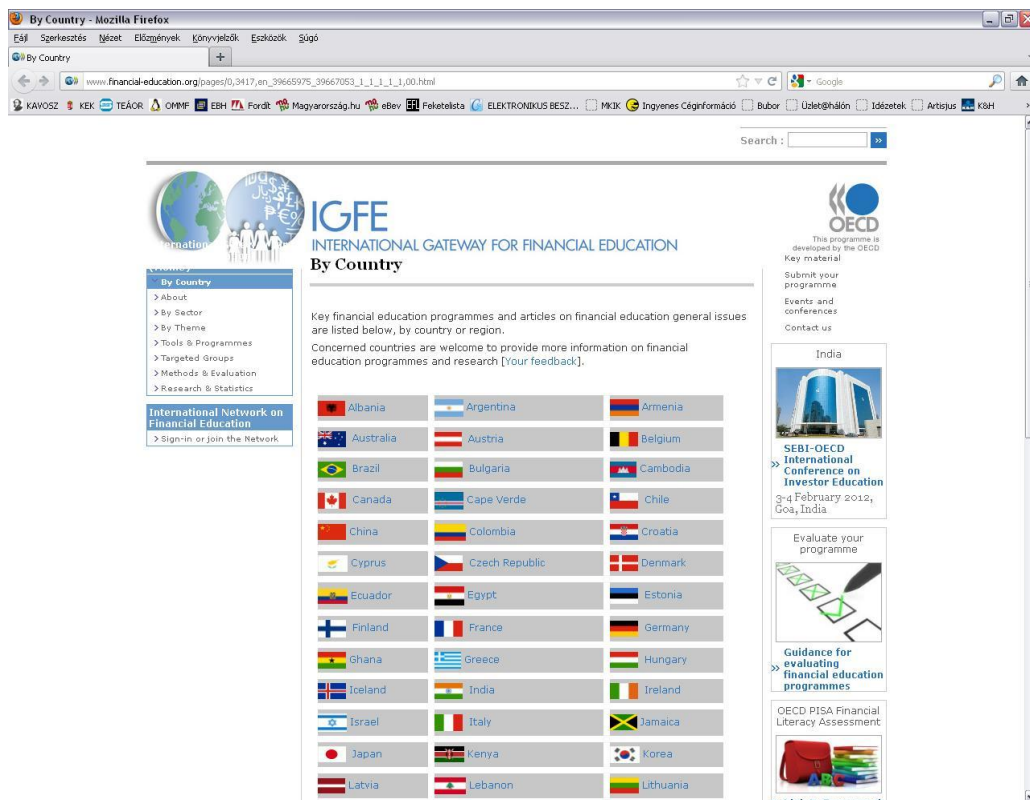 By Country - Mozilla Firefox
Fájl Szerkesztés Nézet Előzmények Könyvjelzők Eszközök Súgó
By Country
www.financial-education.org/pages/0,3417,en_39665975_39667053_1_1_1_1_1,00.html
Google
KAVOSZ KEK TEÁOR OMMF EBH Fordit Magyarország.hu eBev Feketelista ELEKTRONIKUS BESZ... MKIK Ingyenes Céginformáció Bubor Üzlet@hálón Idézetek Artisjus K&H
Search :
IGFE
INTERNATIONAL GATEWAY FOR FINANCIAL EDUCATION
OECD
This programme is
developed by the OECD
By Country
By Country
About
By Sector
By Theme
Tools & Programmes
Targeted Groups
Methods & Evaluation
Research & Statistics
International Network on
Financial Education
Sign-in or join the Network
Key financial education programmes and articles on financial education general issues
are listed below, by country or region.
Concerned countries are welcome to provide more information on financial
education programmes and research [Your feedback].
Albania Argentina Armenia
Australia Austria Belgium
Brazil Bulgaria Cambodia
Canada Cape Verde Chile
China Colombia Croatia
Cyprus Czech Republic Denmark
Ecuador Egypt Estonia
Finland France Germany
Ghana Greece Hungary
Iceland India Ireland
Israel Italy Jamaica
Japan Kenya Korea
Latvia Lebanon Lithuania
Key material
Submit your
programme
Events and
conferences
Contact us
India
SEBI-OECD
International
Conference on
Investor Education
3-4 February 2012,
Goa, India
Evaluate your
programme
Guidance for
evaluating
financial education
programmes
OECD PISA Financial
Literacy Assessment
ABC